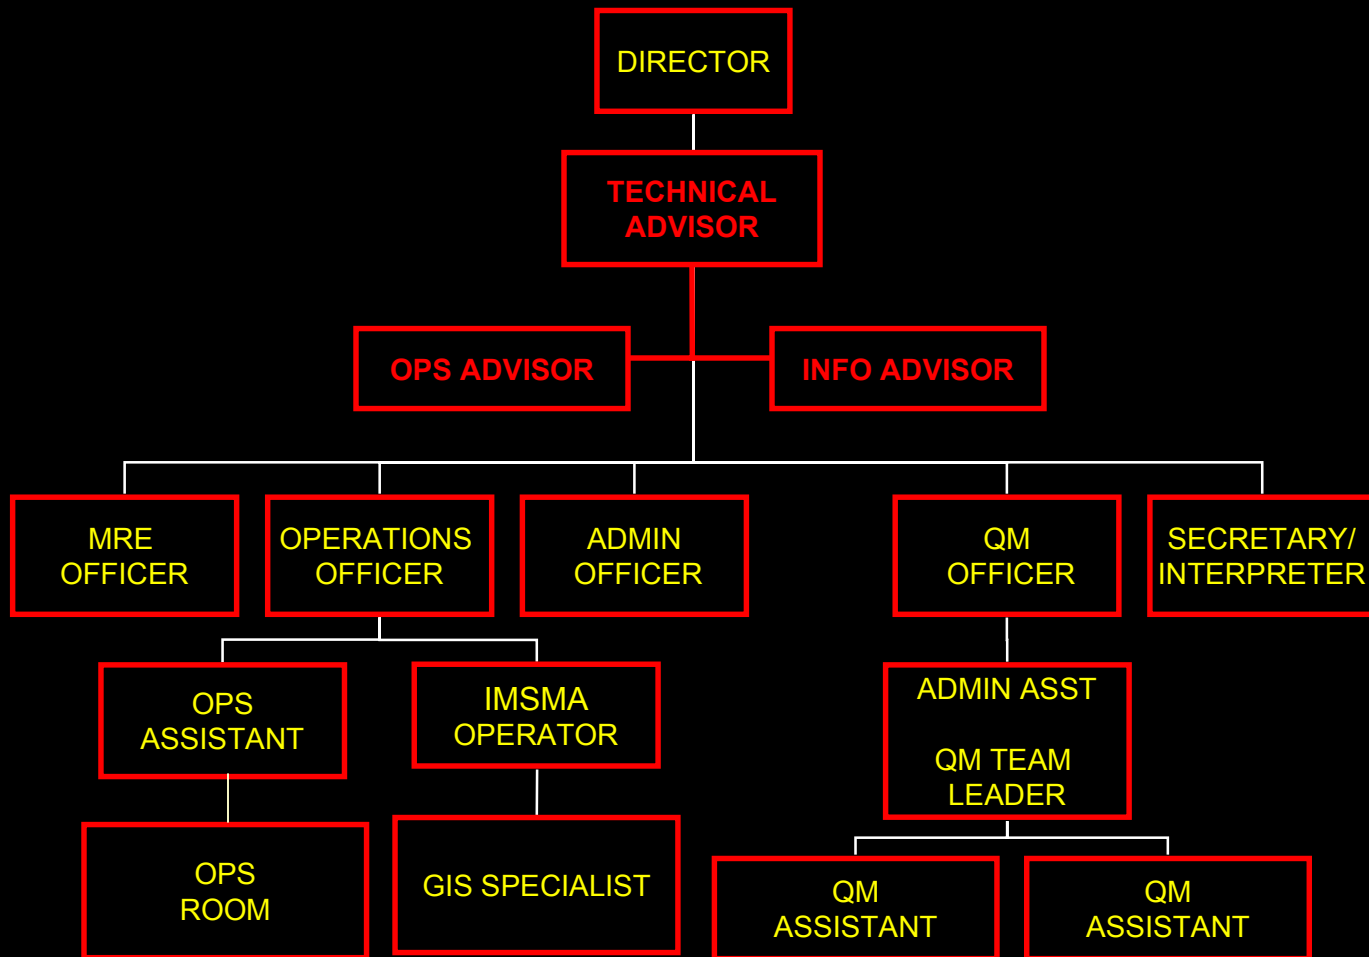 DIRECTOR
TECHNICAL
ADVISOR
OPS ADVISOR
INFO ADVISOR
MRE
OFFICER
OPERATIONS
OFFICER
ADMIN
OFFICER
QM
OFFICER
SECRETARY/
INTERPRETER
OPS
ASSISTANT
IMSMA
OPERATOR
ADMIN ASST
QM TEAM
LEADER
OPS
ROOM
GIS SPECIALIST
QM
ASSISTANT
QM
ASSISTANT